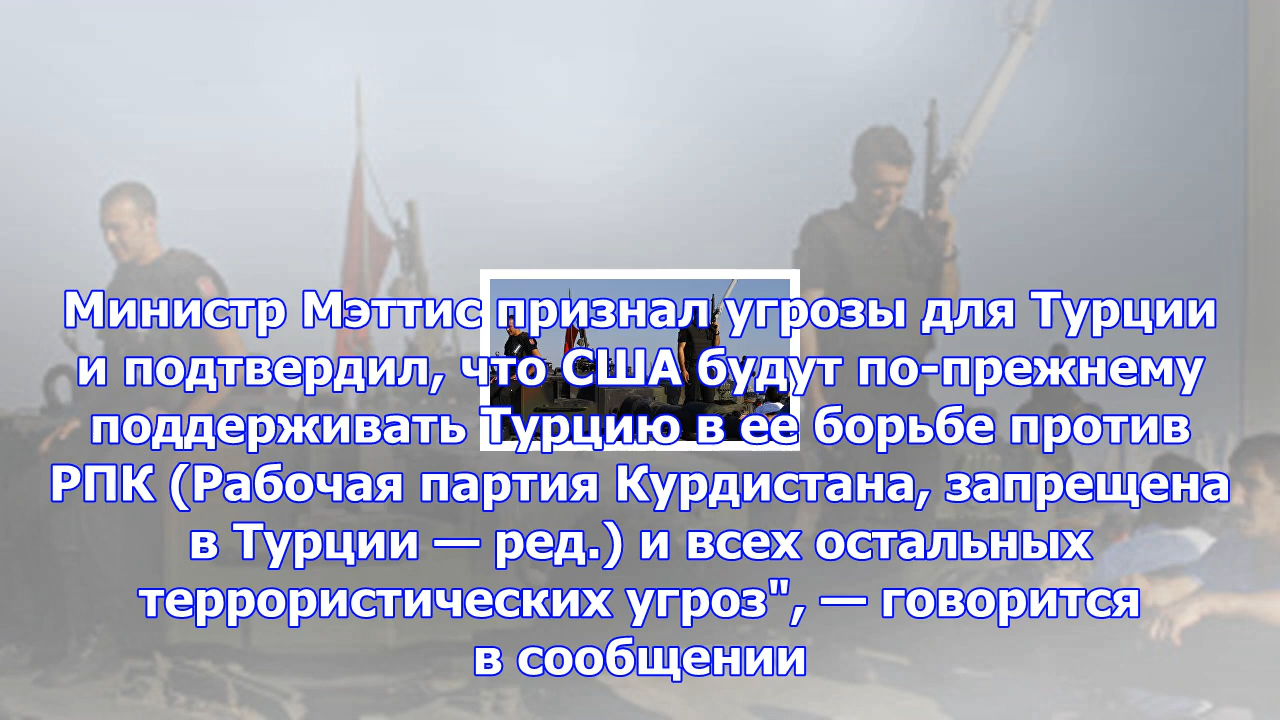 Министр Мэттис признал угрозы для Турции
и подтвердил, что США будут по-прежнему
поддерживать Турцию в ее борьбе против
РПК (Рабочая партия Курдистана, запрещена
в Турции — ред.) и всех остальных
террористических угроз", — говорится
в сообщении